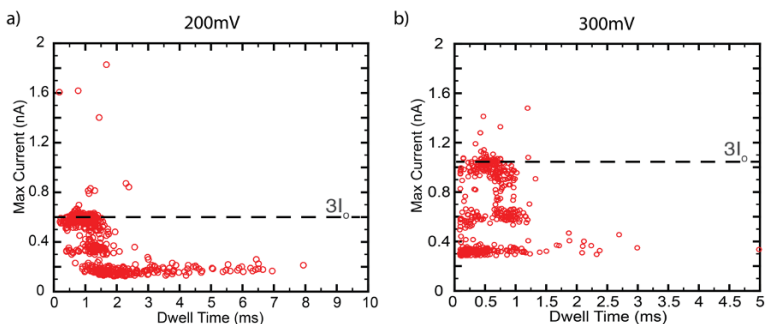 a) 200mV
Max Current (nA)
2
1.6
1.2
0.8
0.4
0
3Io
0 1 2 3 4 5 6 7 8 9 10
Dwell Time (ms)
b) 300mV
Max Current (nA)
2
1.6
1.2
0.8
0.4
0
3Io
0 0.5 1 1.5 2 2.5 3 3.5 4 4.5 5
Dwell Time (ms)